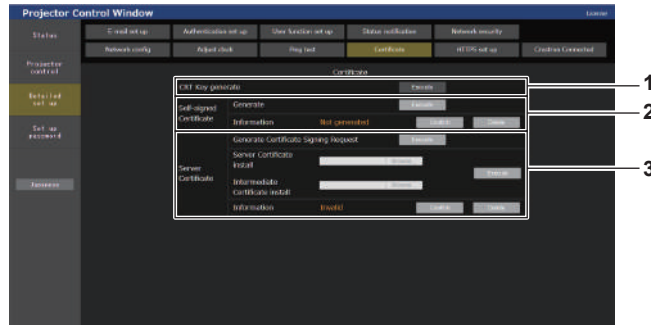 Projector Control Window
License
Status
E-mail set up
Authentication set up
User function set up
Status notification
Network security
Network config
Adjust clock
Ping test
Certificate
HTTPS set up
Crestron Connected
Projector
control
Detailed
set up
Set up
password
Japanese
Certificate
CRT Key generate
Execute
1
Self-signed
Certificate
Generate
Execute
2
Information
Not generated
Confirm
Delete
Server
Certificate
Generate Certificate Signing Request
Execute
3
Server Certificate
install
Browse
Execute
Intermediate
Certificate install
Browse
Information
Invalid
Confirm
Delete